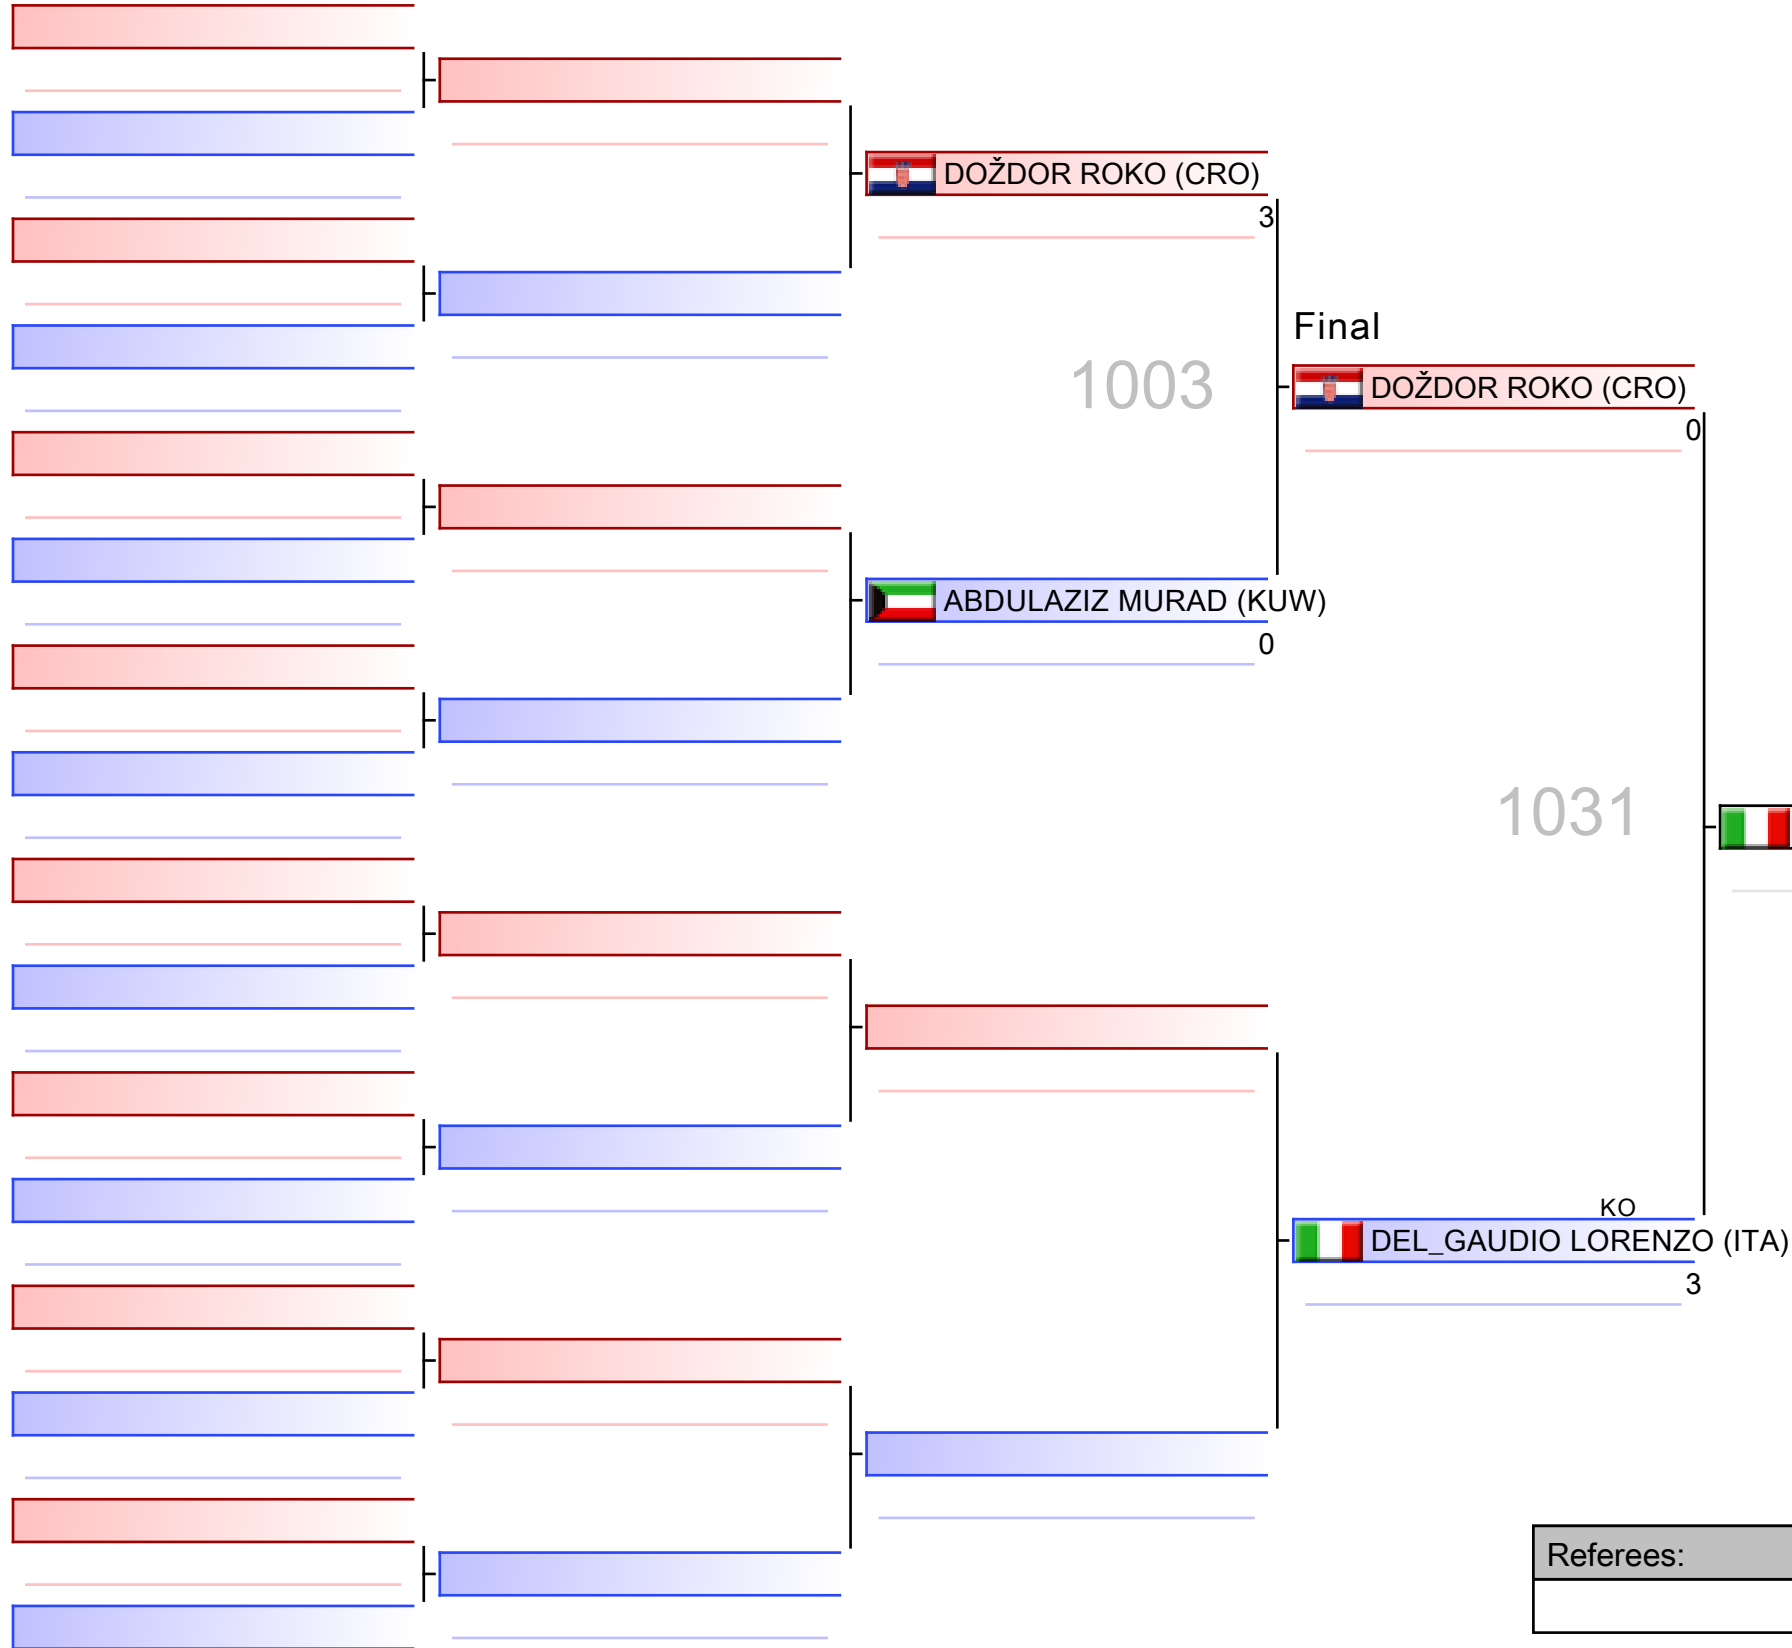 DOŽDOR ROKO (CRO)
3
Final
1003
DOŽDOR ROKO (CRO)
0
ABDULAZIZ MURAD (KUW)
0
1031
KO
DEL_GAUDIO LORENZO (ITA)
3
Referees: